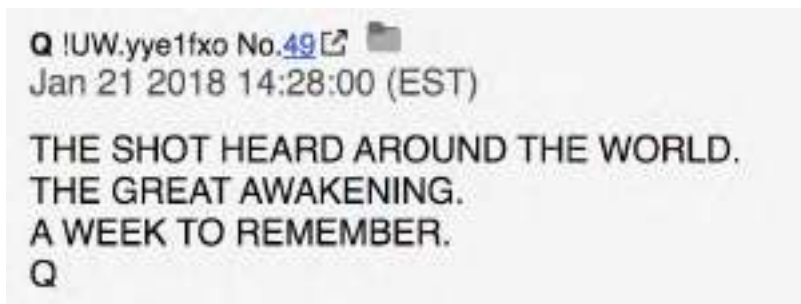 Q !UW.yye1fxo No.49
Jan 21 2018 14:28:00 (EST)
THE SHOT HEARD AROUND THE WORLD.
THE GREAT AWAKENING.
A WEEK TO REMEMBER.
Q